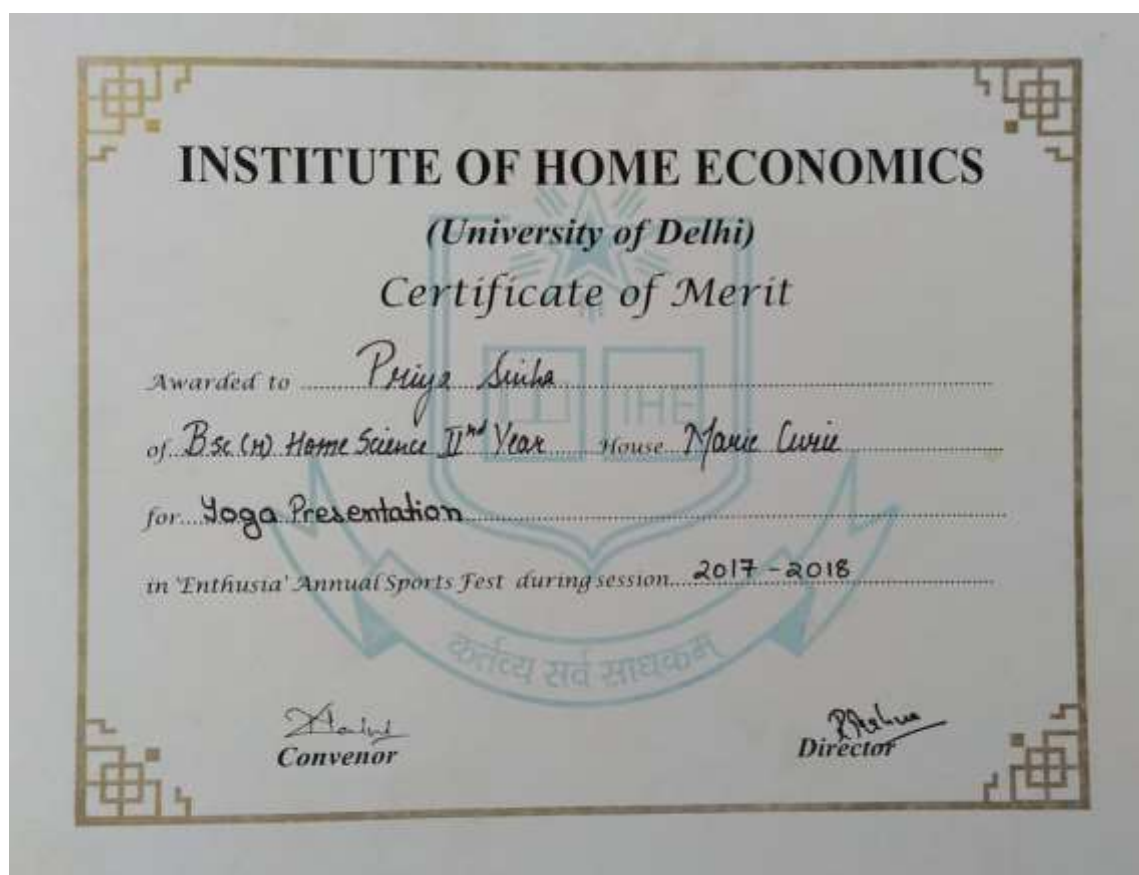 INSTITUTE OF HOME ECONOMICS
(University of Delhi)
Certificate of Merit
Awarded to Priya Sinha
of B.Sc (H) Home Science IInd Year House Marie Curie
for Yoga Presentation
in 'Enthusia' Annual Sports Fest during session 2017-2018
IHE
कर्तव्य सर्व साधकम्
Convenor
Director